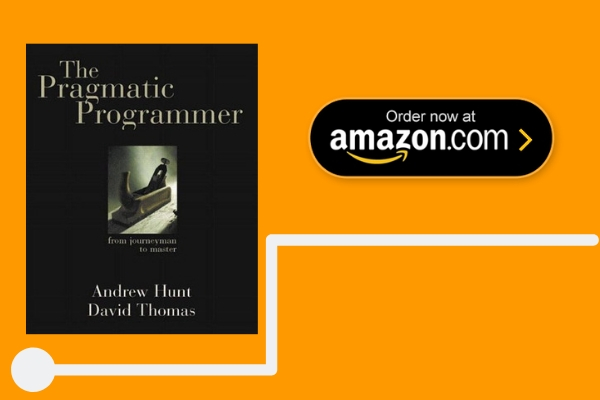 The
Pragmatic
Programmer
from journeyman
to master
Andrew Hunt
David Thomas
Order now at
amazon.com